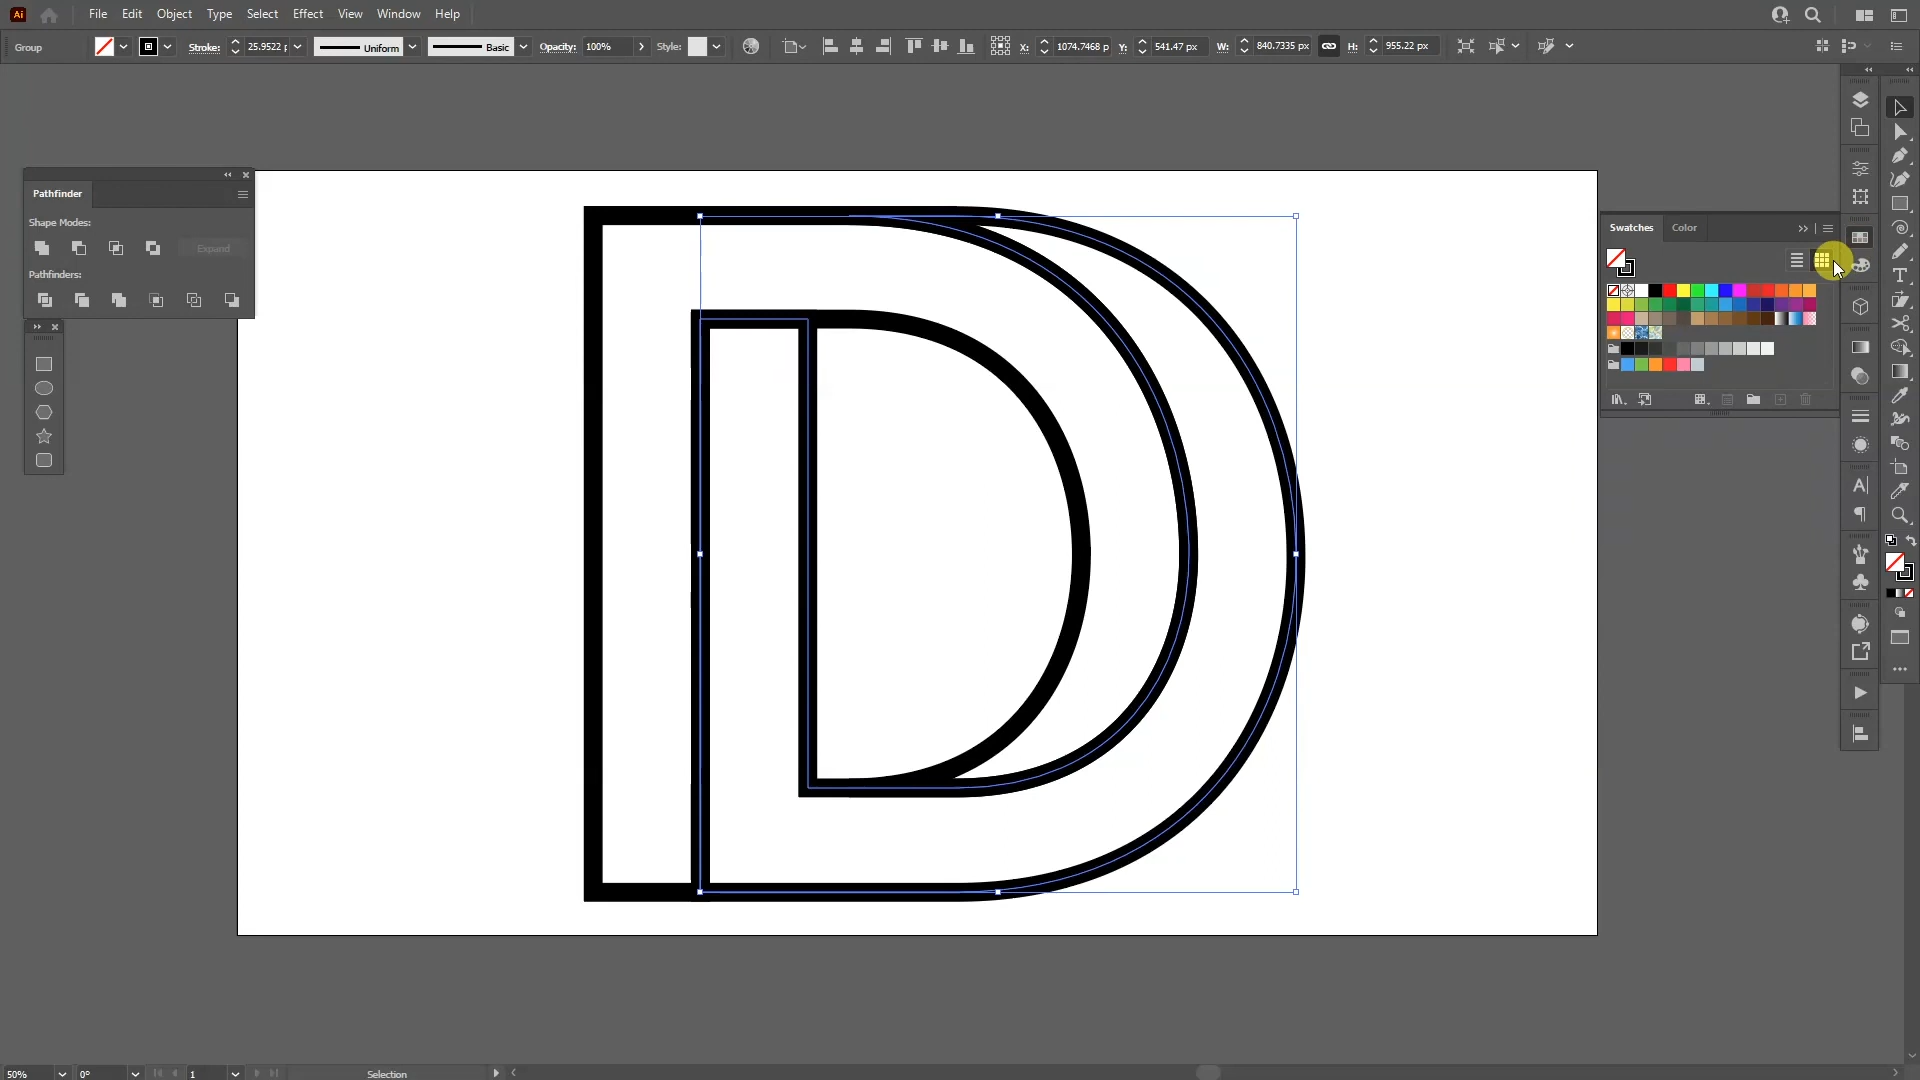 Ai File Edit Object Type Select Effect View Window Help
Group Stroke: 25.9522 p Uniform Basic Opacity: 100% Style: X: 1074.7468 p Y: 541.47 px W: 840.7335 px H: 955.22 px
Pathfinder
Shape Modes:
Expand
Pathfinders:
Swatches Color
D
50% 0° 1 Selection